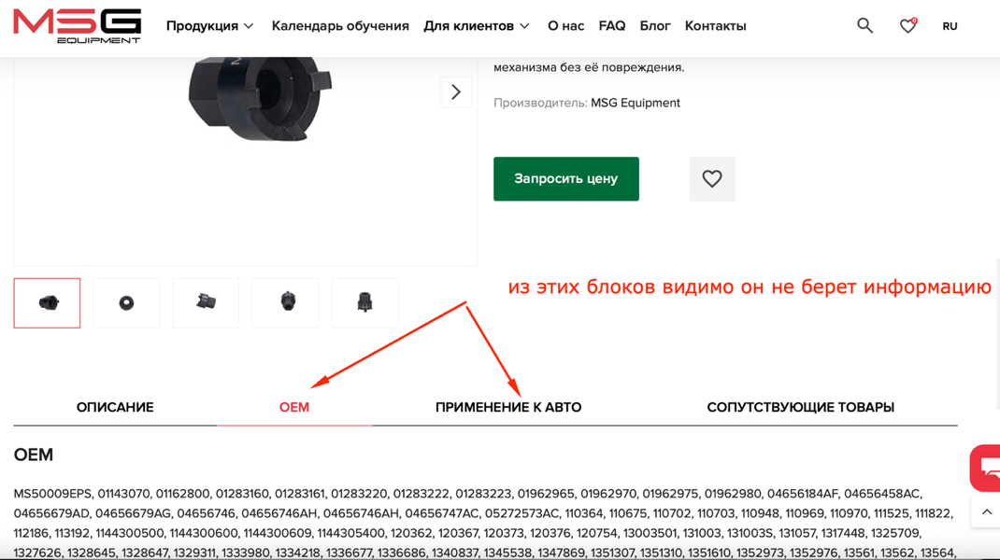 MSG
EQUIPMENT
Продукция Календарь обучения Для клиентов О нас FAQ Блог Контакты RU
механизма без её повреждения.
Производитель: MSG Equipment
Запросить цену
из этих блоков видимо он не берет информацию
ОПИСАНИЕ OEM ПРИМЕНЕНИЕ К АВТО СОПУТСТВУЮЩИЕ ТОВАРЫ
OEM
MS50009EPS, 01143070, 01162800, 01283160, 01283161, 01283220, 01283222, 01283223, 01962965, 01962970, 01962975, 01962980, 04656184AF, 04656458AC,
04656679AD, 04656679AG, 04656746, 04656746AH, 04656746AH, 04656747AC, 05272573AC, 110364, 110675, 110702, 110703, 110948, 110969, 110970, 111525, 111822,
112186, 113192, 1144300500, 1144300600, 1144300609, 1144305400, 120362, 120367, 120373, 120376, 120754, 13003501, 131003, 131003S, 131057, 1317448, 1325709,
1327626, 1328645, 1328647, 1329311, 1333980, 1334218, 1336677, 1336686, 1340837, 1345538, 1347869, 1351307, 1351310, 1351610, 1352973, 1352976, 13561, 13562, 13564,